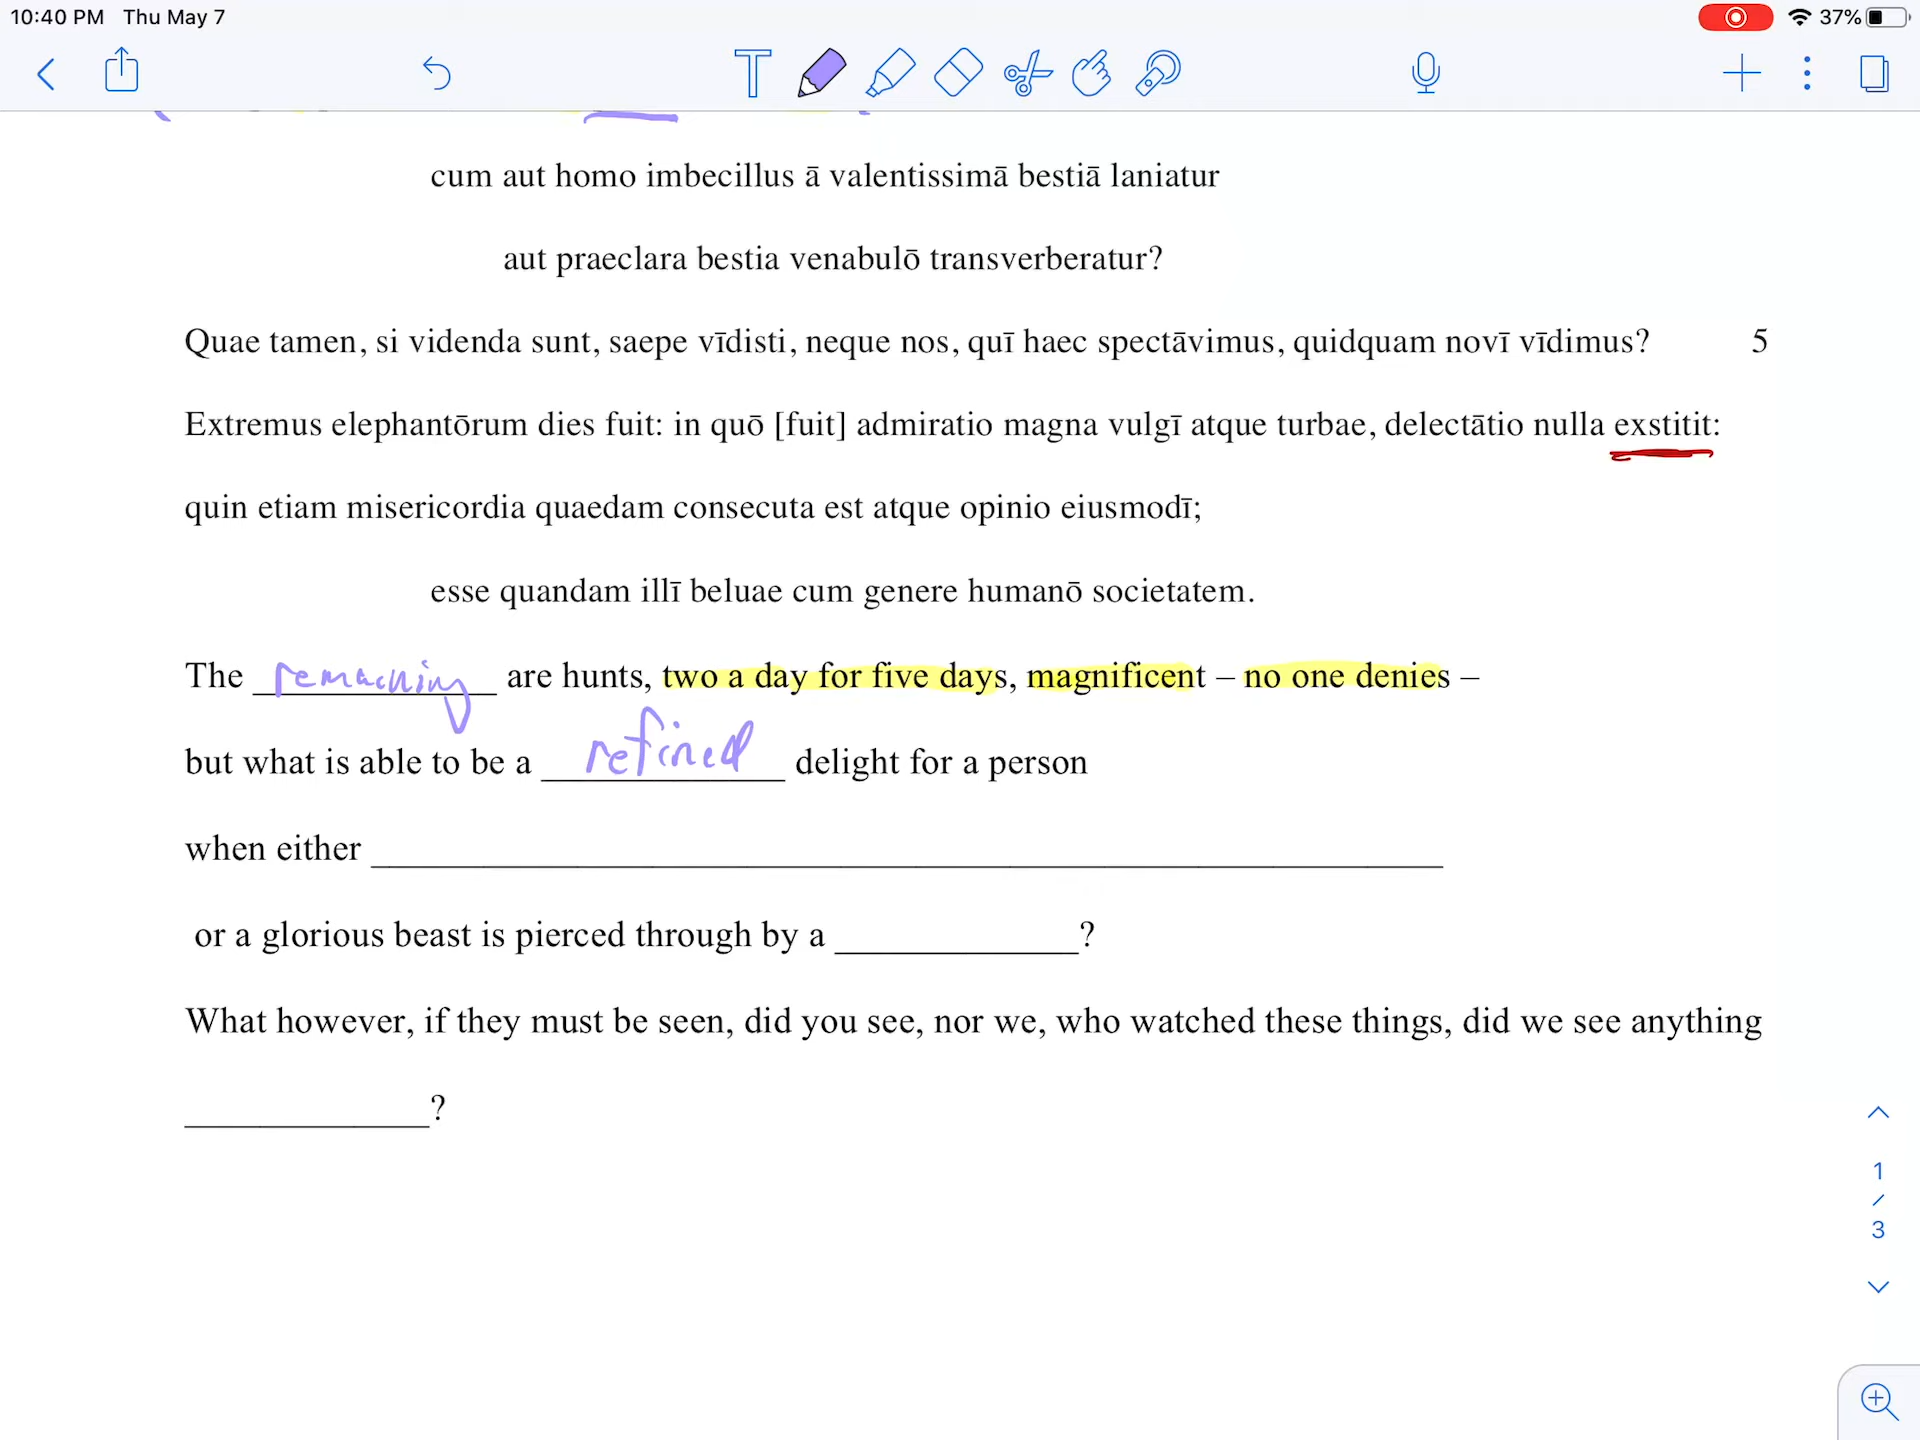 10:40 PM Thu May 7 37%
cum aut homo imbecillus ā valentissimā bestiā laniatur
aut praeclara bestia venabulō transverberatur?
Quae tamen, si videnda sunt, saepe vīdisti, neque nos, quī haec spectāvimus, quidquam novī vīdimus? 5
Extremus elephantōrum dies fuit: in quō [fuit] admiratio magna vulgī atque turbae, delectātio nulla exstitit:
quin etiam misericordia quaedam consecuta est atque opinio eiusmodī;
esse quandam illī beluae cum genere humanō societatem.
The remaining are hunts, two a day for five days, magnificent – no one denies –
but what is able to be a refined delight for a person
when either
or a glorious beast is pierced through by a ?
What however, if they must be seen, did you see, nor we, who watched these things, did we see anything
?
1
/
3